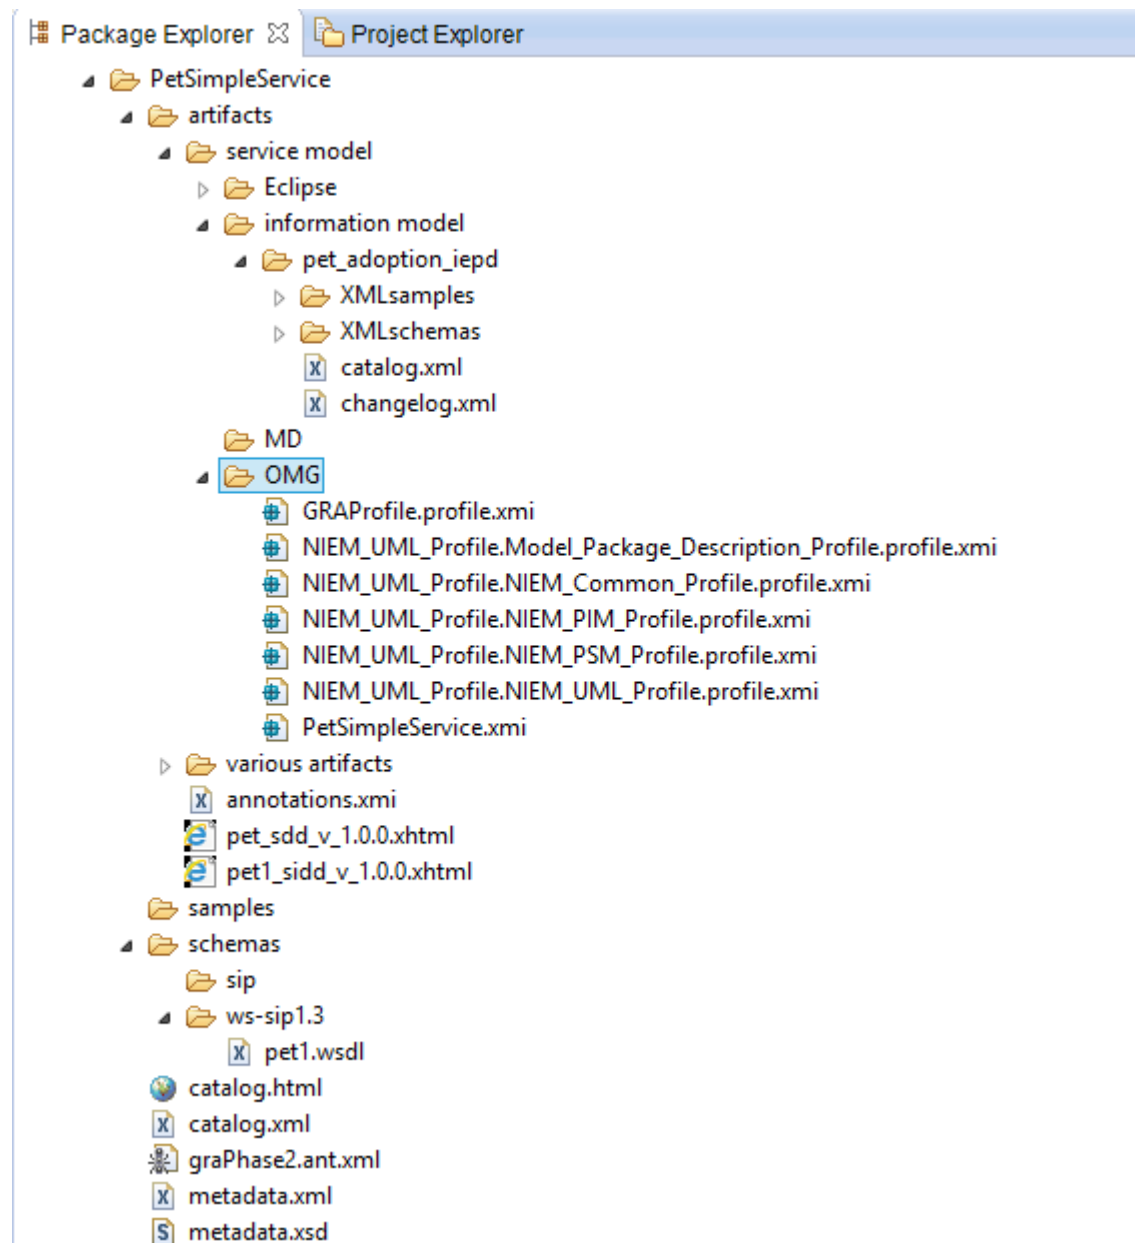 Package Explorer Project Explorer
PetSimpleService
artifacts
service model
Eclipse
information model
pet_adoption_iepd
XMLsamples
XMLschemas
catalog.xml
changelog.xml
MD
OMG
GRAProfile.profile.xmi
NIEM_UML_Profile.Model_Package_Description_Profile.profile.xmi
NIEM_UML_Profile.NIEM_Common_Profile.profile.xmi
NIEM_UML_Profile.NIEM_PIM_Profile.profile.xmi
NIEM_UML_Profile.NIEM_PSM_Profile.profile.xmi
NIEM_UML_Profile.NIEM_UML_Profile.profile.xmi
PetSimpleService.xmi
various artifacts
annotations.xmi
pet_sdd_v_1.0.0.xhtml
pet1_sidd_v_1.0.0.xhtml
samples
schemas
sip
ws-sip1.3
pet1.wsdl
catalog.html
catalog.xml
graPhase2.ant.xml
metadata.xml
metadata.xsd